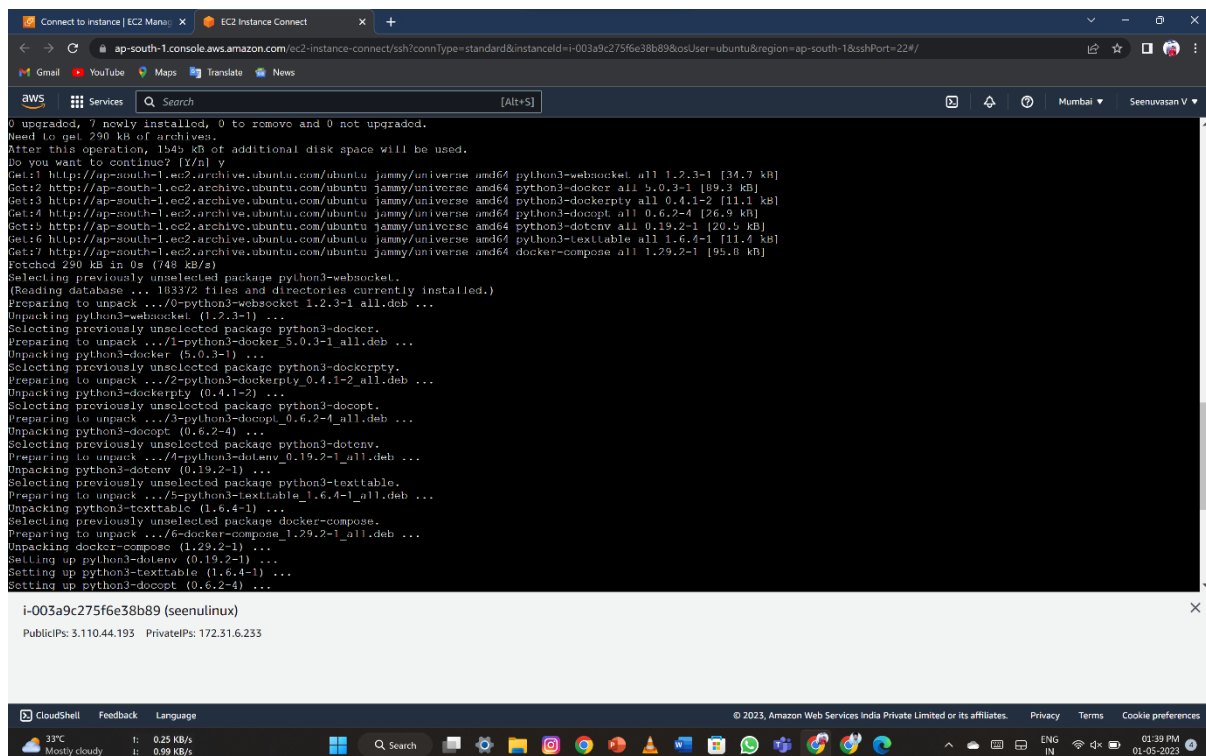 Connect to instance | EC2 Manag
EC2 Instance Connect
ap-south-1.console.aws.amazon.com/ec2-instance-connect/ssh?connType=standard&instanceId=i-003a9c275f6e38b89&osUser=ubuntu&region=ap-south-1&sshPort=22#/
Gmail YouTube Maps Translate News
aws Services Search [Alt+S] Mumbai Seenuvasan V
0 upgraded, 7 newly installed, 0 to remove and 0 not upgraded.
Need to get 290 kB of archives.
After this operation, 1545 kB of additional disk space will be used.
Do you want to continue? [Y/n] y
Get:1 http://ap-south-1.ec2.archive.ubuntu.com/ubuntu jammy/universe amd64 python3-websocket all 1.2.3-1 [34.7 kB]
Get:2 http://ap-south-1.ec2.archive.ubuntu.com/ubuntu jammy/universe amd64 python3-docker all 5.0.3-1 [89.3 kB]
Get:3 http://ap-south-1.ec2.archive.ubuntu.com/ubuntu jammy/universe amd64 python3-dockerpty all 0.4.1-2 [11.1 kB]
Get:4 http://ap-south-1.ec2.archive.ubuntu.com/ubuntu jammy/universe amd64 python3-docopt all 0.6.2-4 [26.9 kB]
Get:5 http://ap-south-1.ec2.archive.ubuntu.com/ubuntu jammy/universe amd64 python3-dotenv all 0.19.2-1 [20.5 kB]
Get:6 http://ap-south-1.ec2.archive.ubuntu.com/ubuntu jammy/universe amd64 python3-texttable all 1.6.4-1 [11.4 kB]
Get:7 http://ap-south-1.ec2.archive.ubuntu.com/ubuntu jammy/universe amd64 docker-compose all 1.29.2-1 [95.8 kB]
Fetched 290 kB in 0s (748 kB/s)
Selecting previously unselected package python3-websocket.
(Reading database ... 183372 files and directories currently installed.)
Preparing to unpack .../0-python3-websocket_1.2.3-1_all.deb ...
Unpacking python3-websocket (1.2.3-1) ...
Selecting previously unselected package python3-docker.
Preparing to unpack .../1-python3-docker_5.0.3-1_all.deb ...
Unpacking python3-docker (5.0.3-1) ...
Selecting previously unselected package python3-dockerpty.
Preparing to unpack .../2-python3-dockerpty_0.4.1-2_all.deb ...
Unpacking python3-dockerpty (0.4.1-2) ...
Selecting previously unselected package python3-docopt.
Preparing to unpack .../3-python3-docopt_0.6.2-4_all.deb ...
Unpacking python3-docopt (0.6.2-4) ...
Selecting previously unselected package python3-dotenv.
Preparing to unpack .../4-python3-dotenv_0.19.2-1_all.deb ...
Unpacking python3-dotenv (0.19.2-1) ...
Selecting previously unselected package python3-texttable.
Preparing to unpack .../5-python3-texttable_1.6.4-1_all.deb ...
Unpacking python3-texttable (1.6.4-1) ...
Selecting previously unselected package docker-compose.
Preparing to unpack .../6-docker-compose_1.29.2-1_all.deb ...
Unpacking docker-compose (1.29.2-1) ...
Setting up python3-dotenv (0.19.2-1) ...
Setting up python3-texttable (1.6.4-1) ...
Setting up python3-docopt (0.6.2-4) ...
i-003a9c275f6e38b89 (seenulinux)
PublicIPs: 3.110.44.193 PrivateIPs: 172.31.6.233
CloudShell Feedback Language © 2023, Amazon Web Services India Private Limited or its affiliates. Privacy Terms Cookie preferences
33°C
Mostly cloudy
0.25 KB/s
0.99 KB/s
Search
ENG
IN
01:39 PM
01-05-2023
4